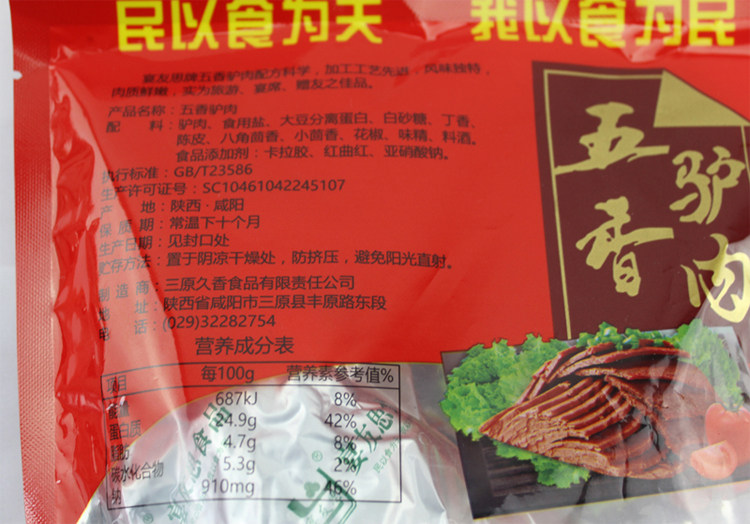 民以食为天 我以食为民
宴友思牌五香驴肉配方科学，加工工艺先进，风味独特，
肉质鲜嫩，实为旅游、宴席、赠友之佳品。
产品名称：五香驴肉
配 料：驴肉、食用盐、大豆分离蛋白、白砂糖、丁香、
陈皮、八角茴香、小茴香、花椒、味精、料酒。
食品添加剂：卡拉胶、红曲红、亚硝酸钠。
执行标准：GB/T23586
生产许可证号：SC10461042245107
产 地：陕西·咸阳
保 质 期：常温下十个月
生产日期：见封口处
贮存方法：置于阴凉干燥处，防挤压，避免阳光直射。
制 造 商：三原久香食品有限责任公司
地 址：陕西省咸阳市三原县丰原路东段
电 话：(029)32282754
营养成分表
项目 每100g 营养素参考值%
能量 687kJ 8%
蛋白质 24.9g 42%
脂肪 4.7g 8%
碳水化合物 5.3g 2%
钠 910mg 46%
五香
驴肉
宴友思